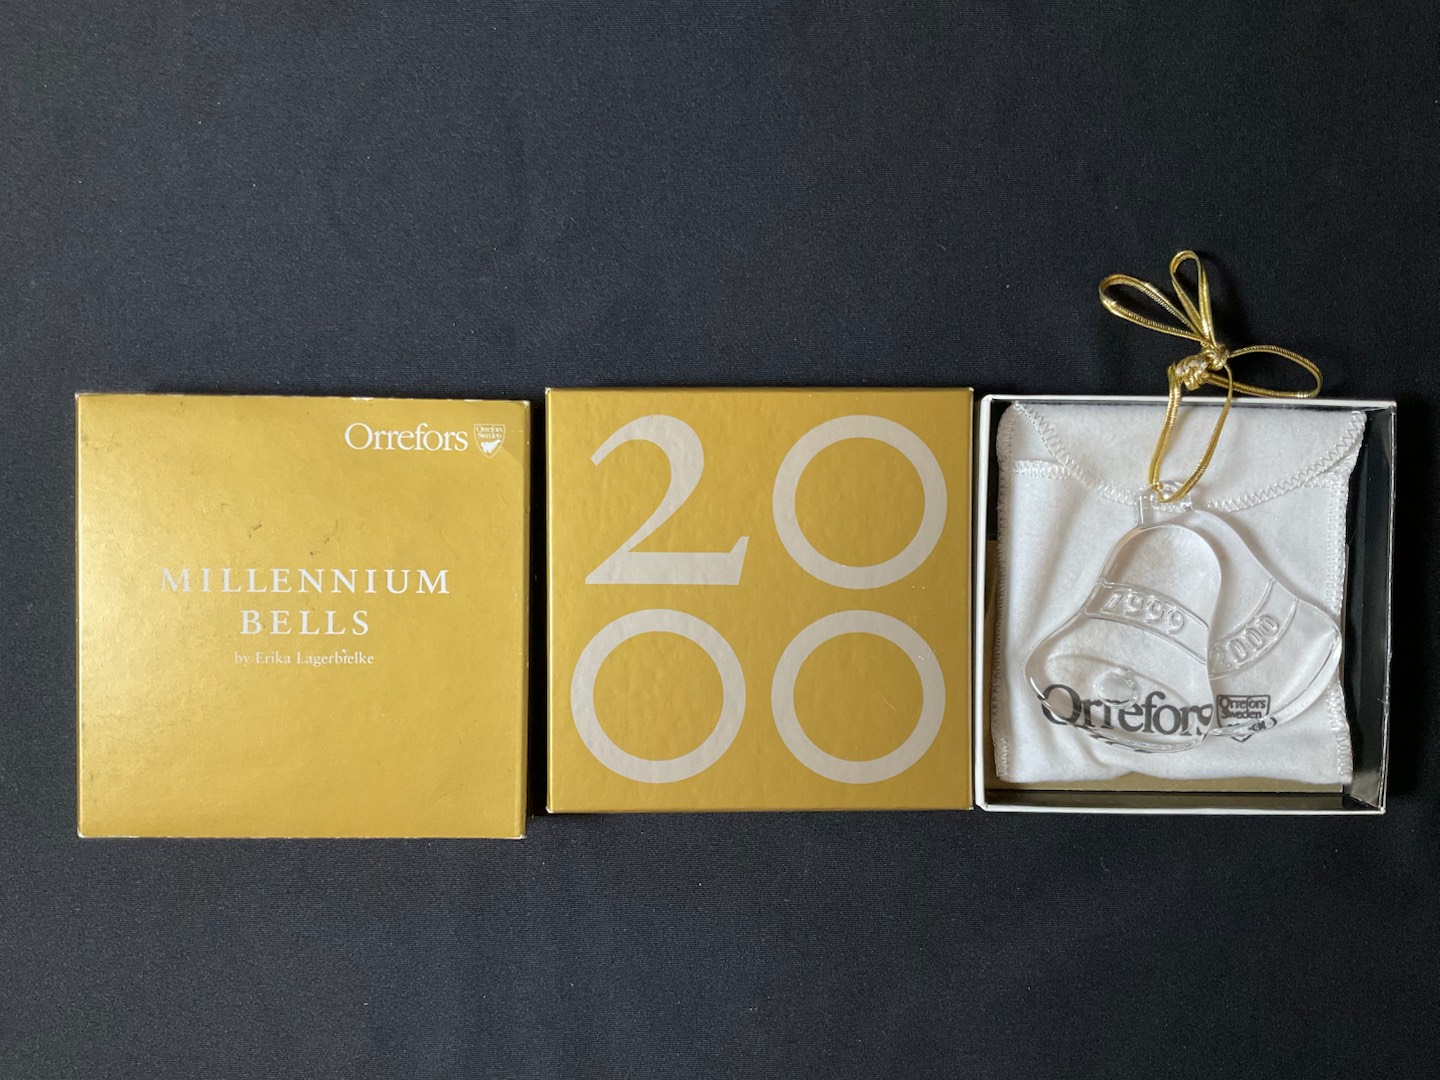 Orrefors
Orrefors
Sweden
MILLENNIUM
BELLS
by Erika Lagerbielke
20
00
1999
2000
Orrefors
Orrefors
Sweden